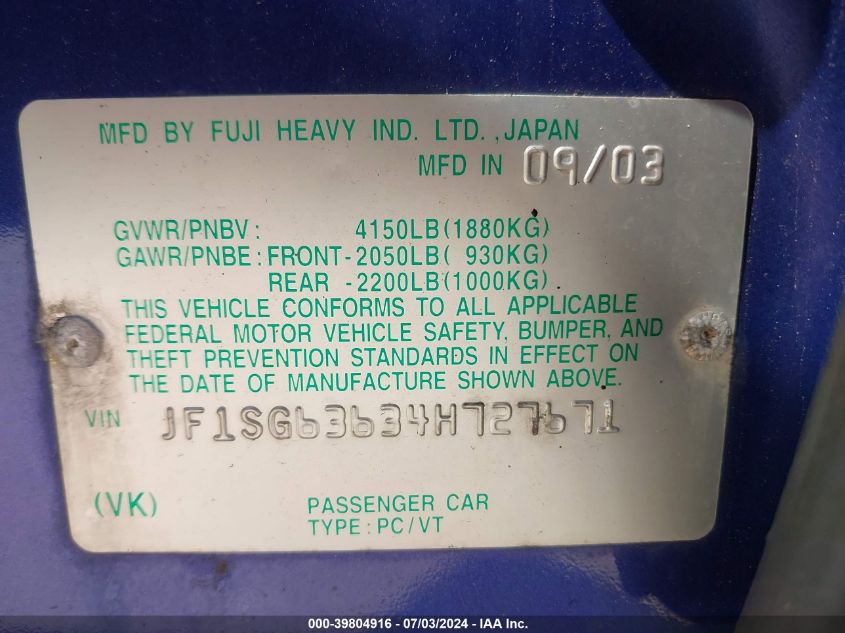 MFD BY FUJI HEAVY IND. LTD., JAPAN
MFD IN 09/03
GVWR/PNBV: 4150LB(1880KG)
GAWR/PNBE: FRONT-2050LB( 930KG)
REAR -2200LB(1000KG)
THIS VEHICLE CONFORMS TO ALL APPLICABLE
FEDERAL MOTOR VEHICLE SAFETY, BUMPER, AND
THEFT PREVENTION STANDARDS IN EFFECT ON
THE DATE OF MANUFACTURE SHOWN ABOVE.
VIN JF1SG63634H727671
(VK) PASSENGER CAR
TYPE: PC/VT
000-39804916 - 07/03/2024 - IAA Inc.